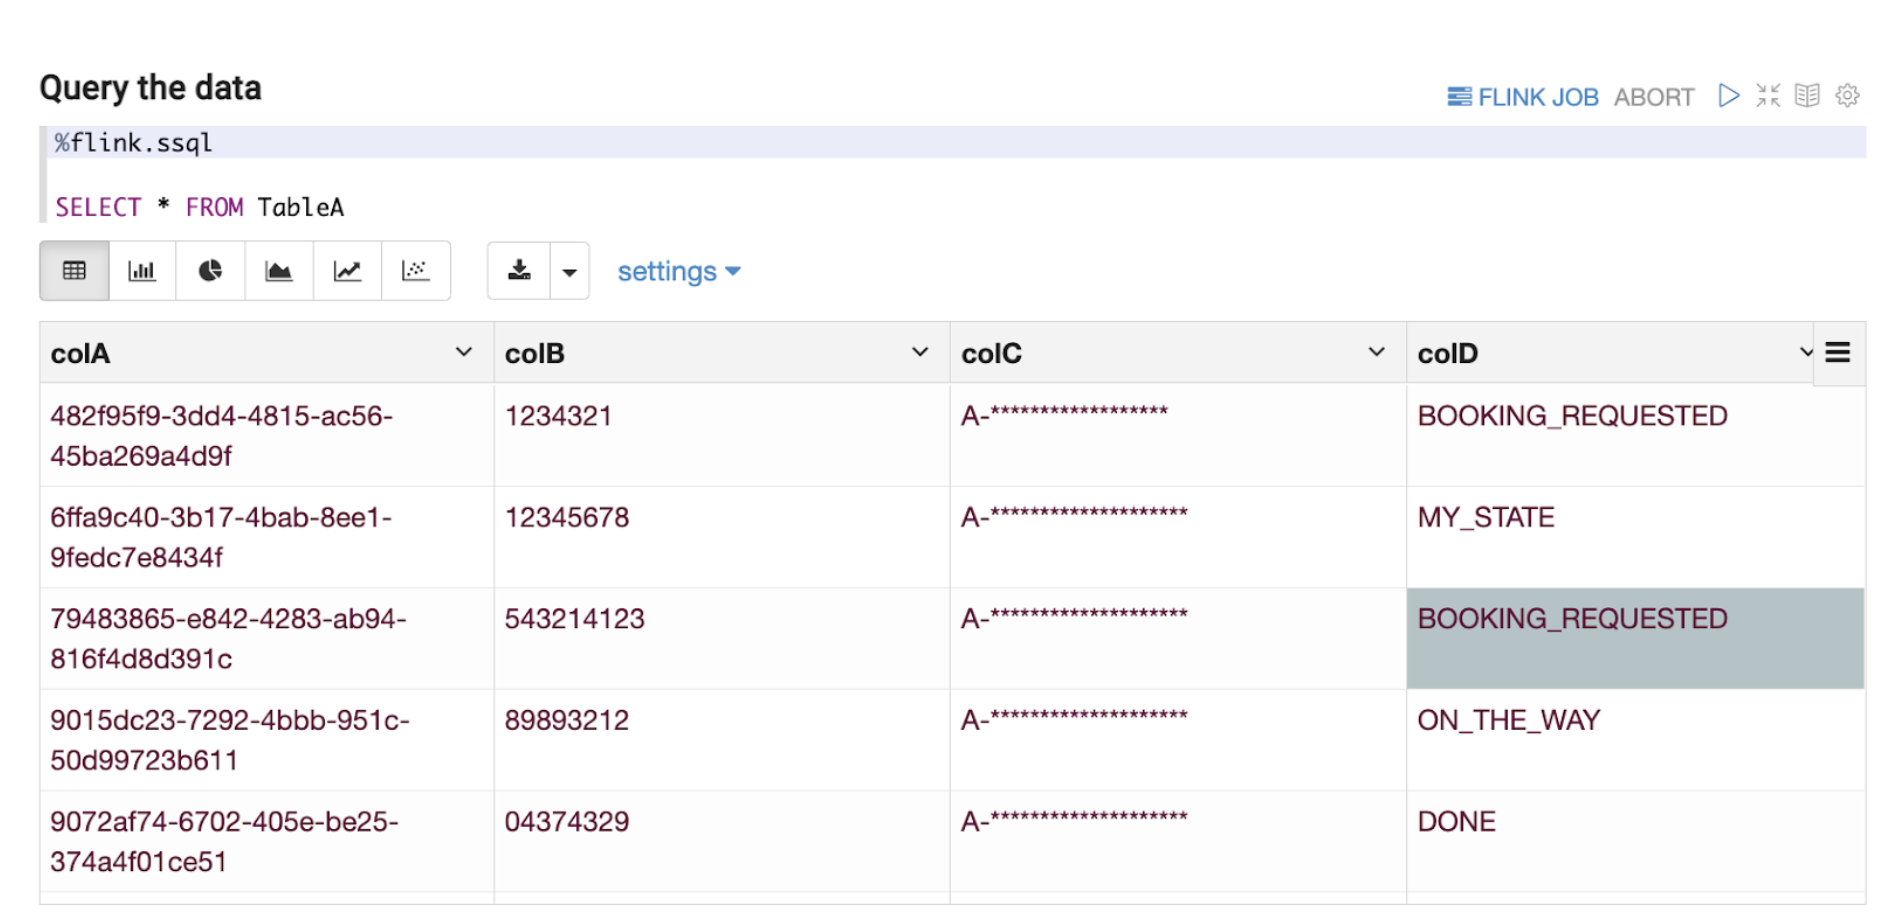 Query the data
FLINK JOB ABORT
%flink.ssql
SELECT * FROM TableA
settings
colA colB colC colD
482f95f9-3dd4-4815-ac56- 1234321 A-****************** BOOKING_REQUESTED
45ba269a4d9f
6ffa9c40-3b17-4bab-8ee1- 12345678 A-******************** MY_STATE
9fedc7e8434f
79483865-e842-4283-ab94- 543214123 A-******************** BOOKING_REQUESTED
816f4d8d391c
9015dc23-7292-4bbb-951c- 89893212 A-******************** ON_THE_WAY
50d99723b611
9072af74-6702-405e-be25- 04374329 A-******************** DONE
374a4f01ce51